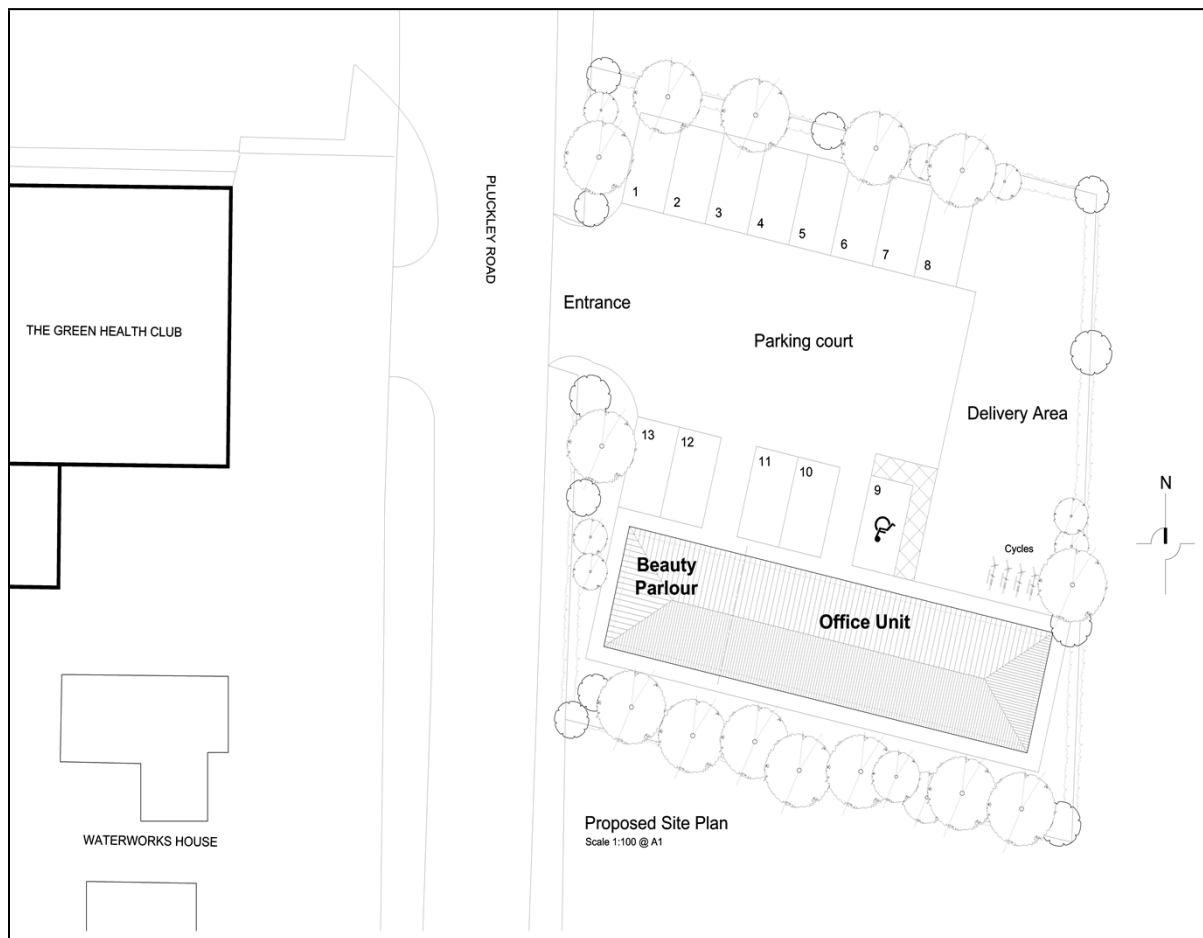 PLUCKLEY ROAD
1
2
3
4
5
6
7
8
Entrance
THE GREEN HEALTH CLUB
Parking court
Delivery Area
13
12
11
10
9
N
Cycles
Beauty
Parlour
Office Unit
Proposed Site Plan
Scale 1:100 @ A1
WATERWORKS HOUSE